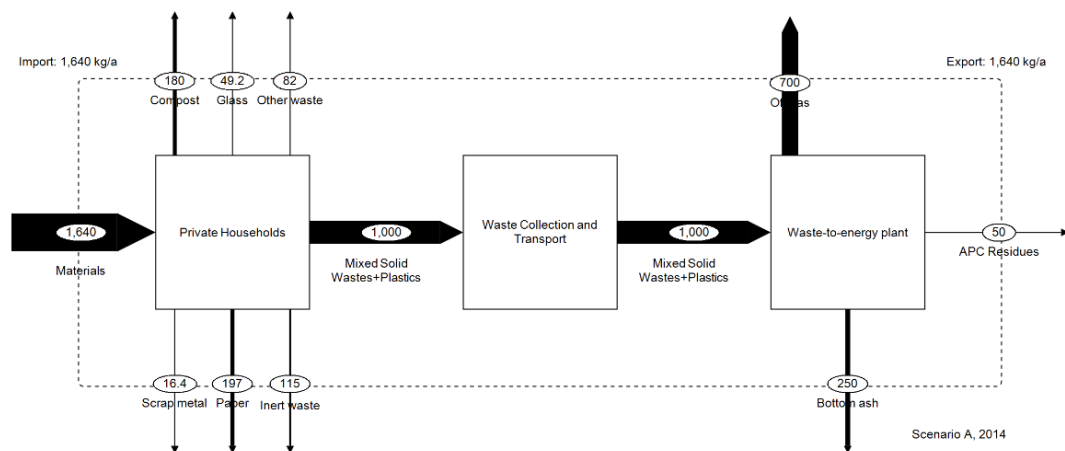 Import: 1,640 kg/a
Export: 1,640 kg/a
180
49.2
82
700
Compost
Glass
Other waste
1,640
Materials
Private Households
1,000
Mixed Solid
Wastes+Plastics
Waste Collection and
Transport
1,000
Mixed Solid
Wastes+Plastics
Waste-to-energy plant
50
APC Residues
16.4
197
115
250
Scrap metal
Paper
Inert waste
Bottom ash
Scenario A, 2014